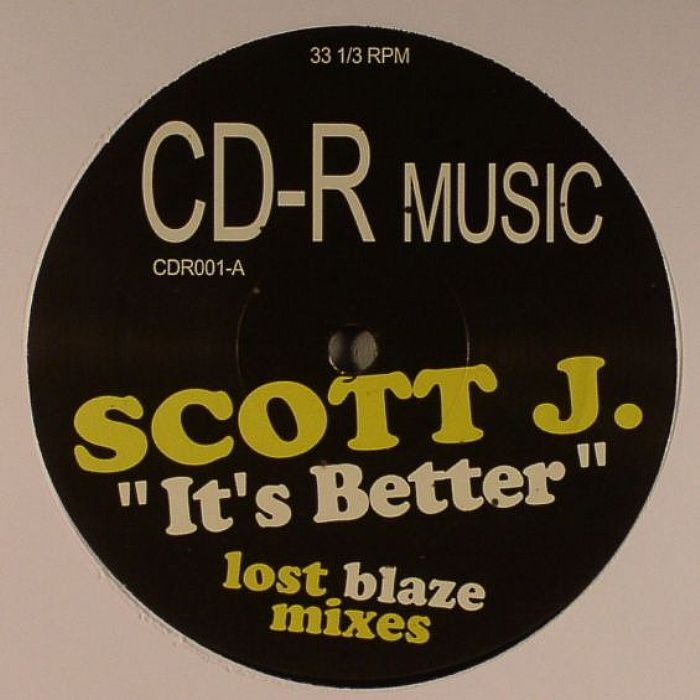 33 1/3 RPM
CD-R MUSIC
CDR001-A
SCOTT J.
"It's Better"
lost blaze
mixes